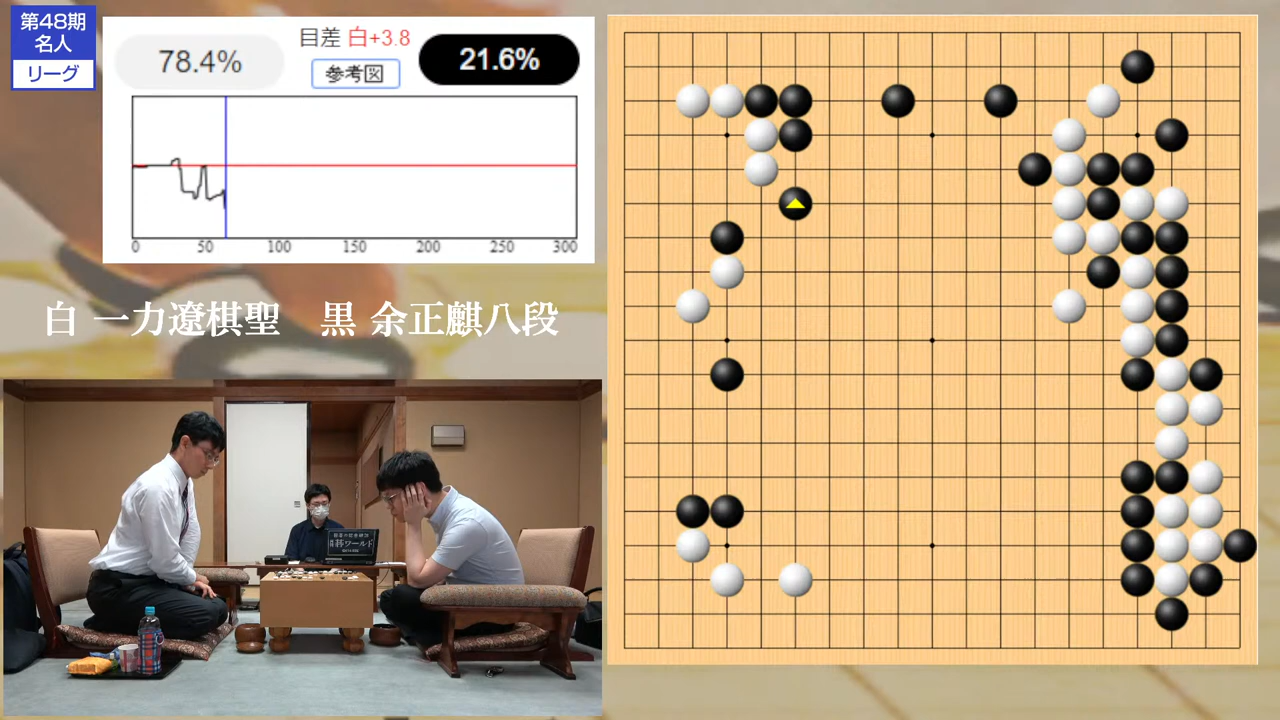 第48期
名人
リーグ
78.4%
目差 白+3.8
参考図
21.6%
0 50 100 150 200 250 300
白 一力遼棋聖 黒 余正麒八段